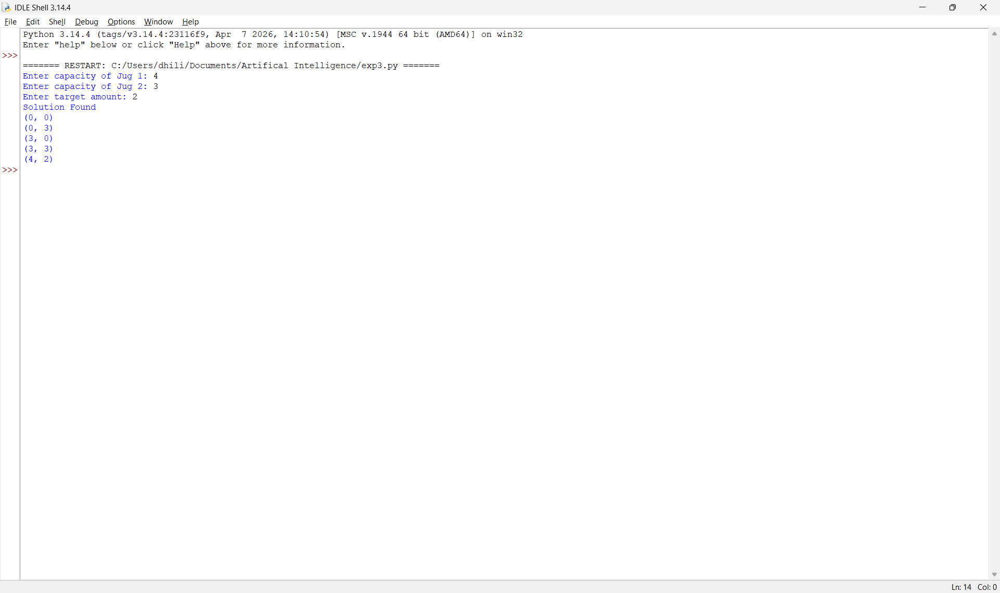 IDLE Shell 3.14.4
File Edit Shell Debug Options Window Help
Python 3.14.4 (tags/v3.14.4:23116f9, Apr  7 2026, 14:10:54) [MSC v.1944 64 bit (AMD64)] on win32
Enter "help" below or click "Help" above for more information.
>>>
======= RESTART: C:/Users/dhili/Documents/Artifical Intelligence/exp3.py =======
Enter capacity of Jug 1: 4
Enter capacity of Jug 2: 3
Enter target amount: 2
Solution Found
(0, 0)
(0, 3)
(3, 0)
(3, 3)
(4, 2)
>>>
Ln: 14 Col: 0